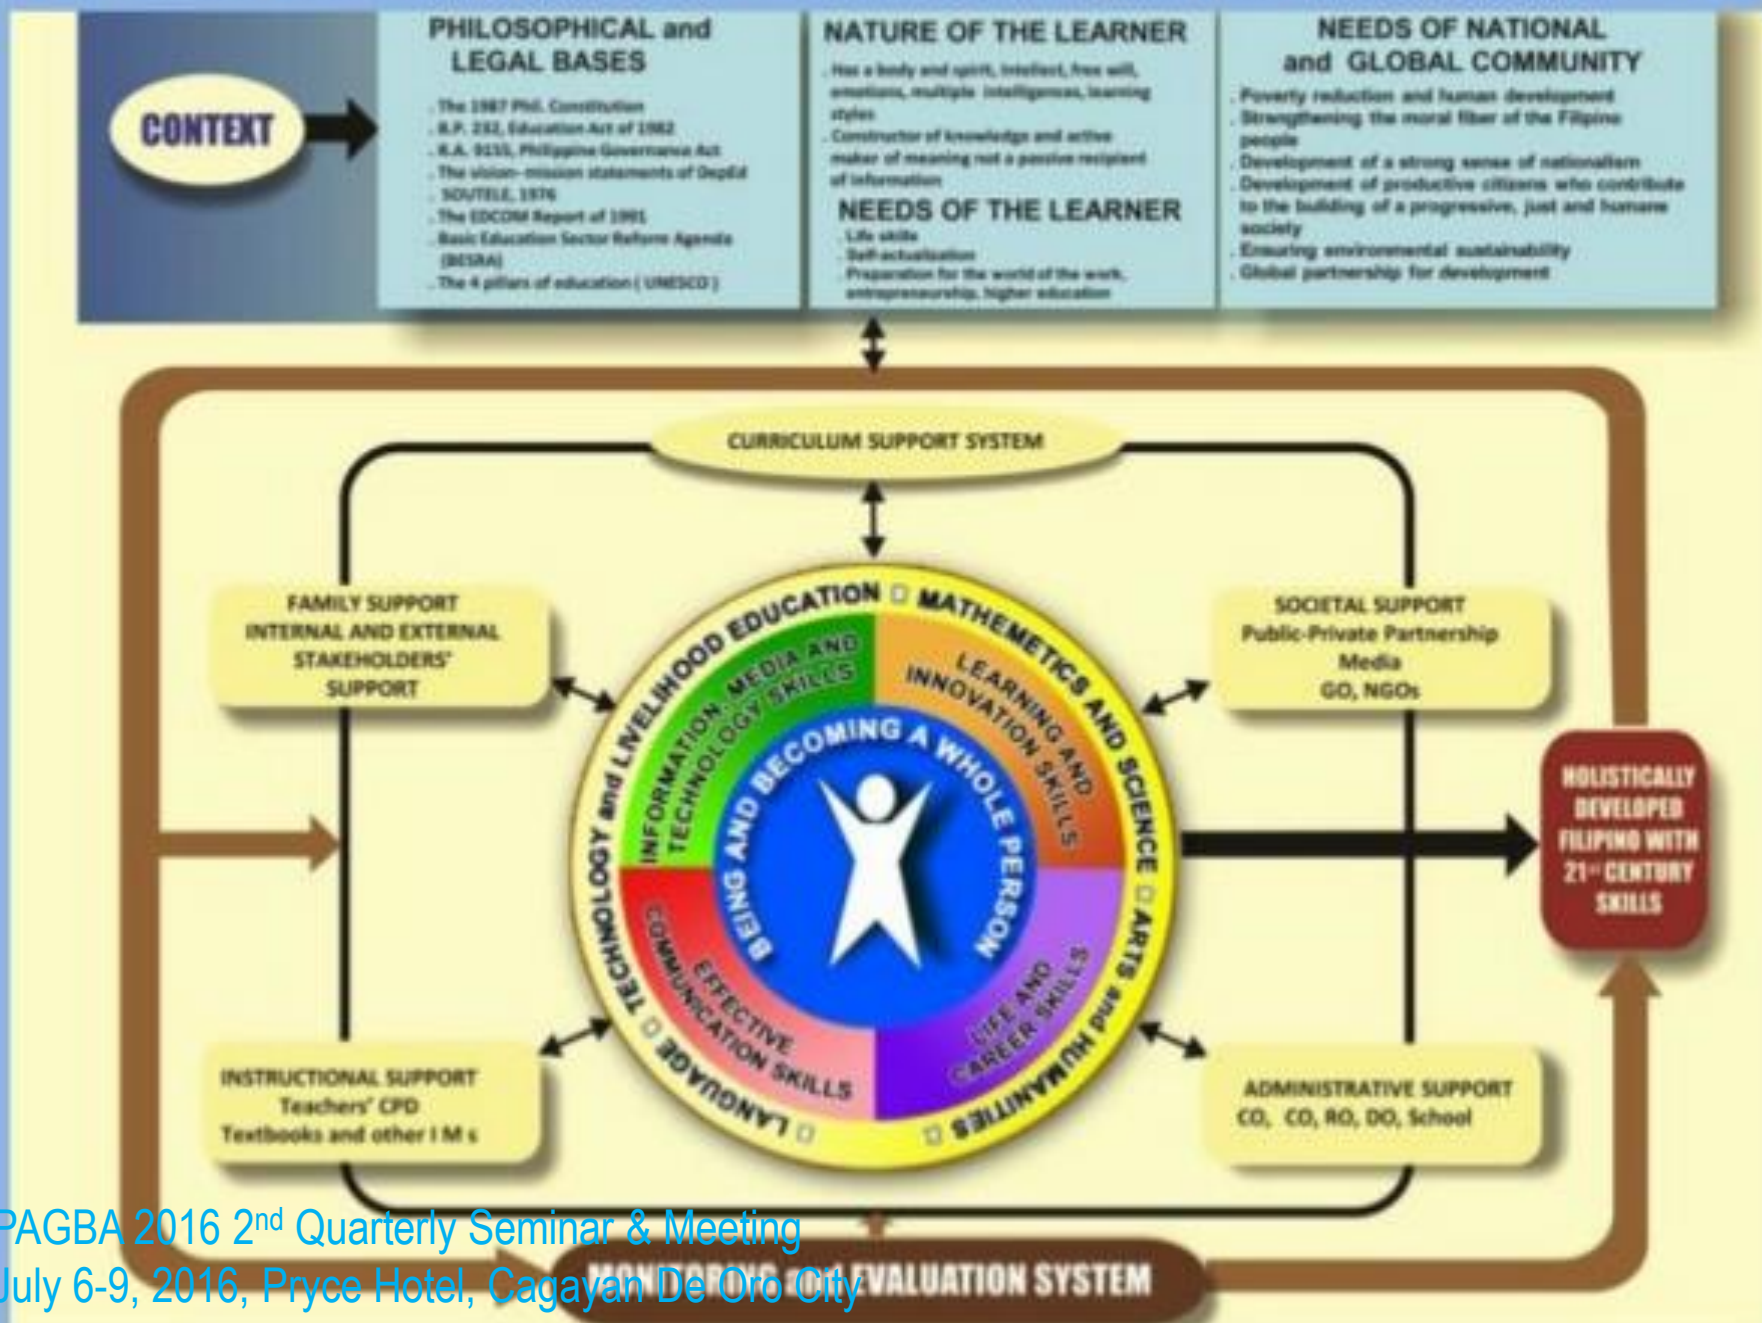 CONTEXT
PHILOSOPHICAL and
LEGAL BASES
. The 1987 Phil. Constitution
. B.P. 232, Education Act of 1982
. R.A. 9155, Philippine Governance Act
. The vision-mission statements of DepEd
. SOUTELE, 1976
. The EDCOM Report of 1991
. Basic Education Sector Reform Agenda
(BESRA)
. The 4 pillars of education ( UNESCO )
NATURE OF THE LEARNER
. Has a body and spirit, intellect, free will,
emotions, multiple intelligences, learning
styles
. Constructor of knowledge and active
maker of meaning not a passive recipient
of information
NEEDS OF THE LEARNER
. Life skills
. Self-actualization
. Preparation for the world of the work,
entrepreneurship, higher education
NEEDS OF NATIONAL
and GLOBAL COMMUNITY
. Poverty reduction and human development
. Strengthening the moral fiber of the Filipino
people
. Development of a strong sense of nationalism
. Development of productive citizens who contribute
to the building of a progressive, just and humane
society
. Ensuring environmental sustainability
. Global partnership for development
CURRICULUM SUPPORT SYSTEM
FAMILY SUPPORT
INTERNAL AND EXTERNAL
STAKEHOLDERS'
SUPPORT
SOCIETAL SUPPORT
Public-Private Partnership
Media
GO, NGOs
TECHNOLOGY and LIVELIHOOD EDUCATION
MATHEMETICS AND SCIENCE
ARTS and HUMANITIES
LANGUAGE
INFORMATION, MEDIA AND
TECHNOLOGY SKILLS
LEARNING AND
INNOVATION SKILLS
BEING AND BECOMING A WHOLE PERSON
EFFECTIVE
COMMUNICATION SKILLS
LIFE AND
CAREER SKILLS
HOLISTICALLY
DEVELOPED
FILIPINO WITH
21st CENTURY
SKILLS
INSTRUCTIONAL SUPPORT
Teachers' CPD
Textbooks and other I M s
ADMINISTRATIVE SUPPORT
CO, CO, RO, DO, School
MONITORING and EVALUATION SYSTEM
PAGBA 2016 2nd Quarterly Seminar & Meeting
July 6-9, 2016, Pryce Hotel, Cagayan De Oro City